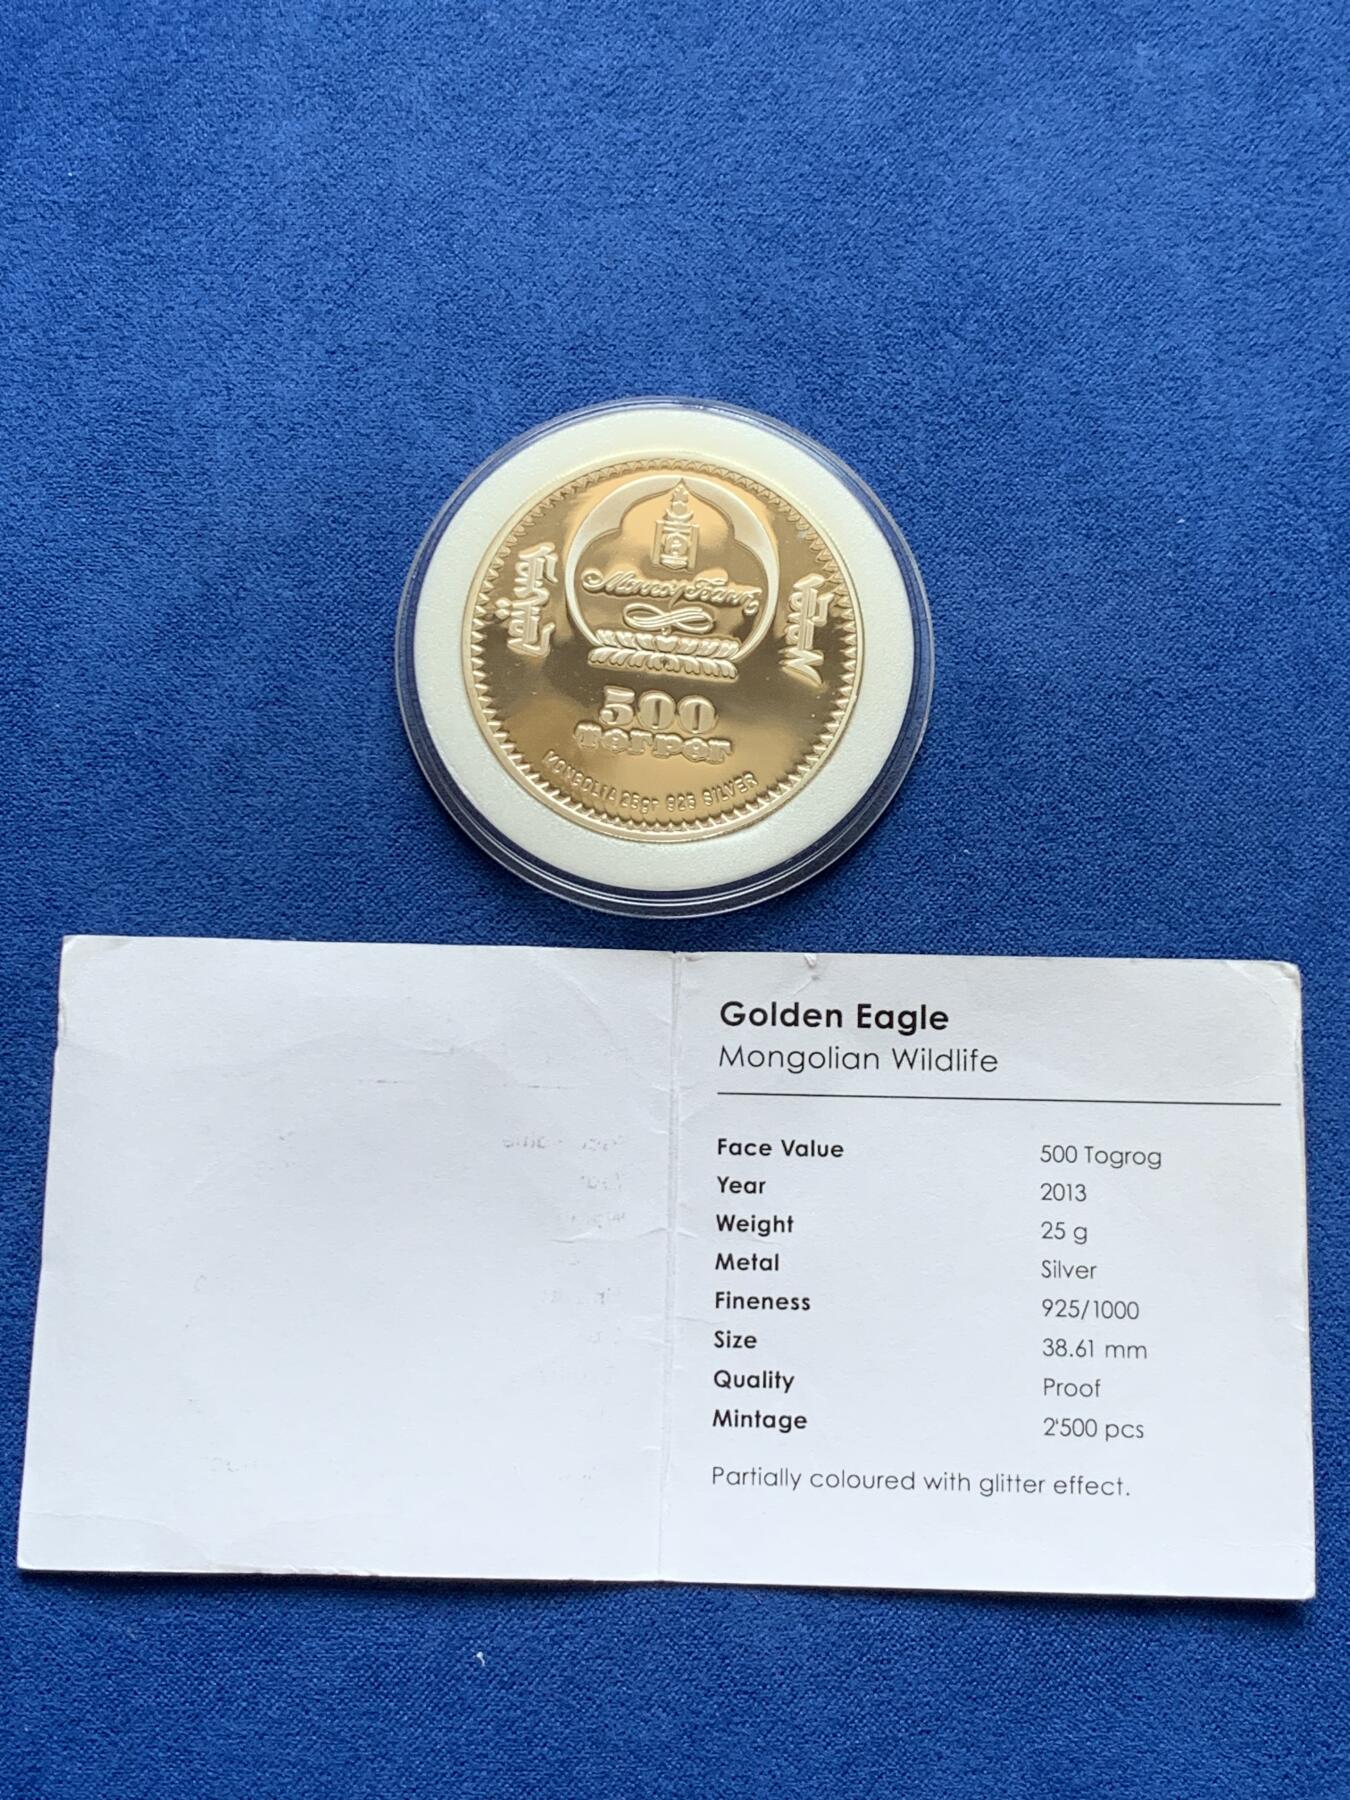 500
төгрөг
MONGOLIA 25gr 925 SILVER
Golden Eagle
Mongolian Wildlife
Face Value 500 Togrog
Year 2013
Weight 25 g
Metal Silver
Fineness 925/1000
Size 38.61 mm
Quality Proof
Mintage 2'500 pcs
Partially coloured with glitter effect.